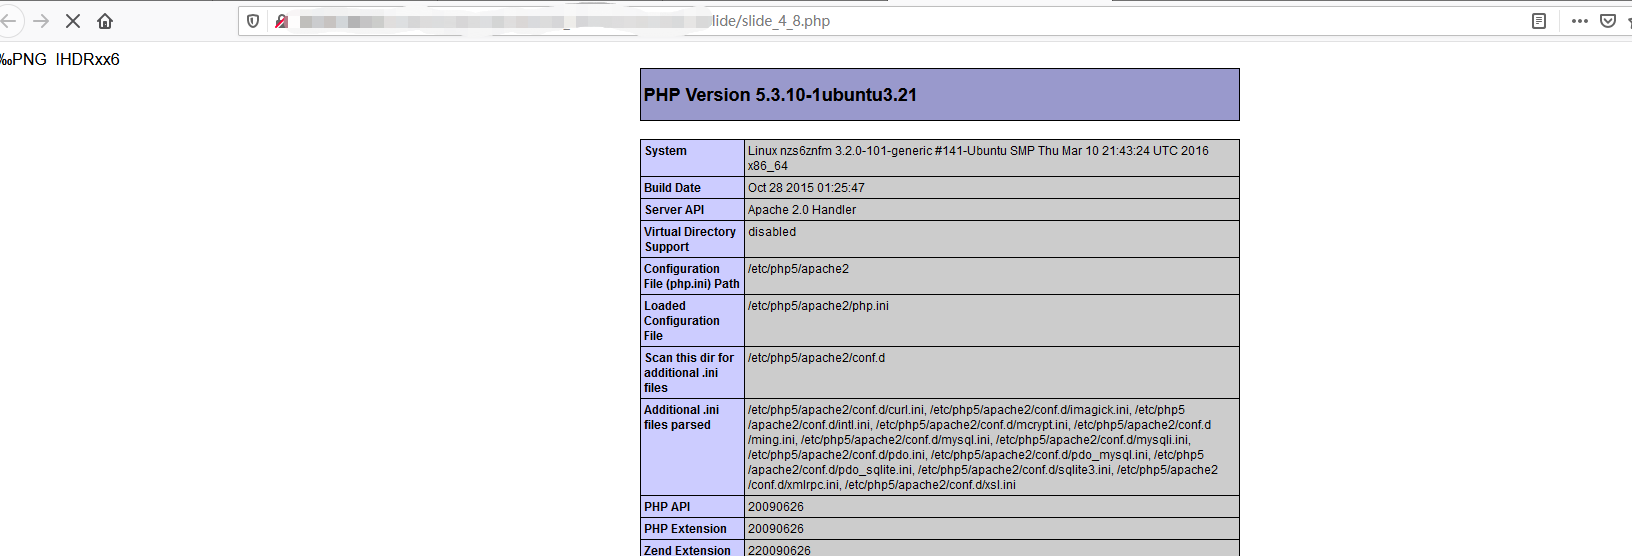 lide/slide_4_8.php
‰PNG IHDRxx6
PHP Version 5.3.10-1ubuntu3.21
System
Linux nzs6znfm 3.2.0-101-generic #141-Ubuntu SMP Thu Mar 10 21:43:24 UTC 2016
x86_64
Build Date
Oct 28 2015 01:25:47
Server API
Apache 2.0 Handler
Virtual Directory
Support
disabled
Configuration
File (php.ini) Path
/etc/php5/apache2
Loaded
Configuration
File
/etc/php5/apache2/php.ini
Scan this dir for
additional .ini
files
/etc/php5/apache2/conf.d
Additional .ini
files parsed
/etc/php5/apache2/conf.d/curl.ini, /etc/php5/apache2/conf.d/imagick.ini, /etc/php5
/apache2/conf.d/intl.ini, /etc/php5/apache2/conf.d/mcrypt.ini, /etc/php5/apache2/conf.d
/ming.ini, /etc/php5/apache2/conf.d/mysql.ini, /etc/php5/apache2/conf.d/mysqli.ini,
/etc/php5/apache2/conf.d/pdo.ini, /etc/php5/apache2/conf.d/pdo_mysql.ini, /etc/php5
/apache2/conf.d/pdo_sqlite.ini, /etc/php5/apache2/conf.d/sqlite3.ini, /etc/php5/apache2
/conf.d/xmlrpc.ini, /etc/php5/apache2/conf.d/xsl.ini
PHP API
20090626
PHP Extension
20090626
Zend Extension
220090626